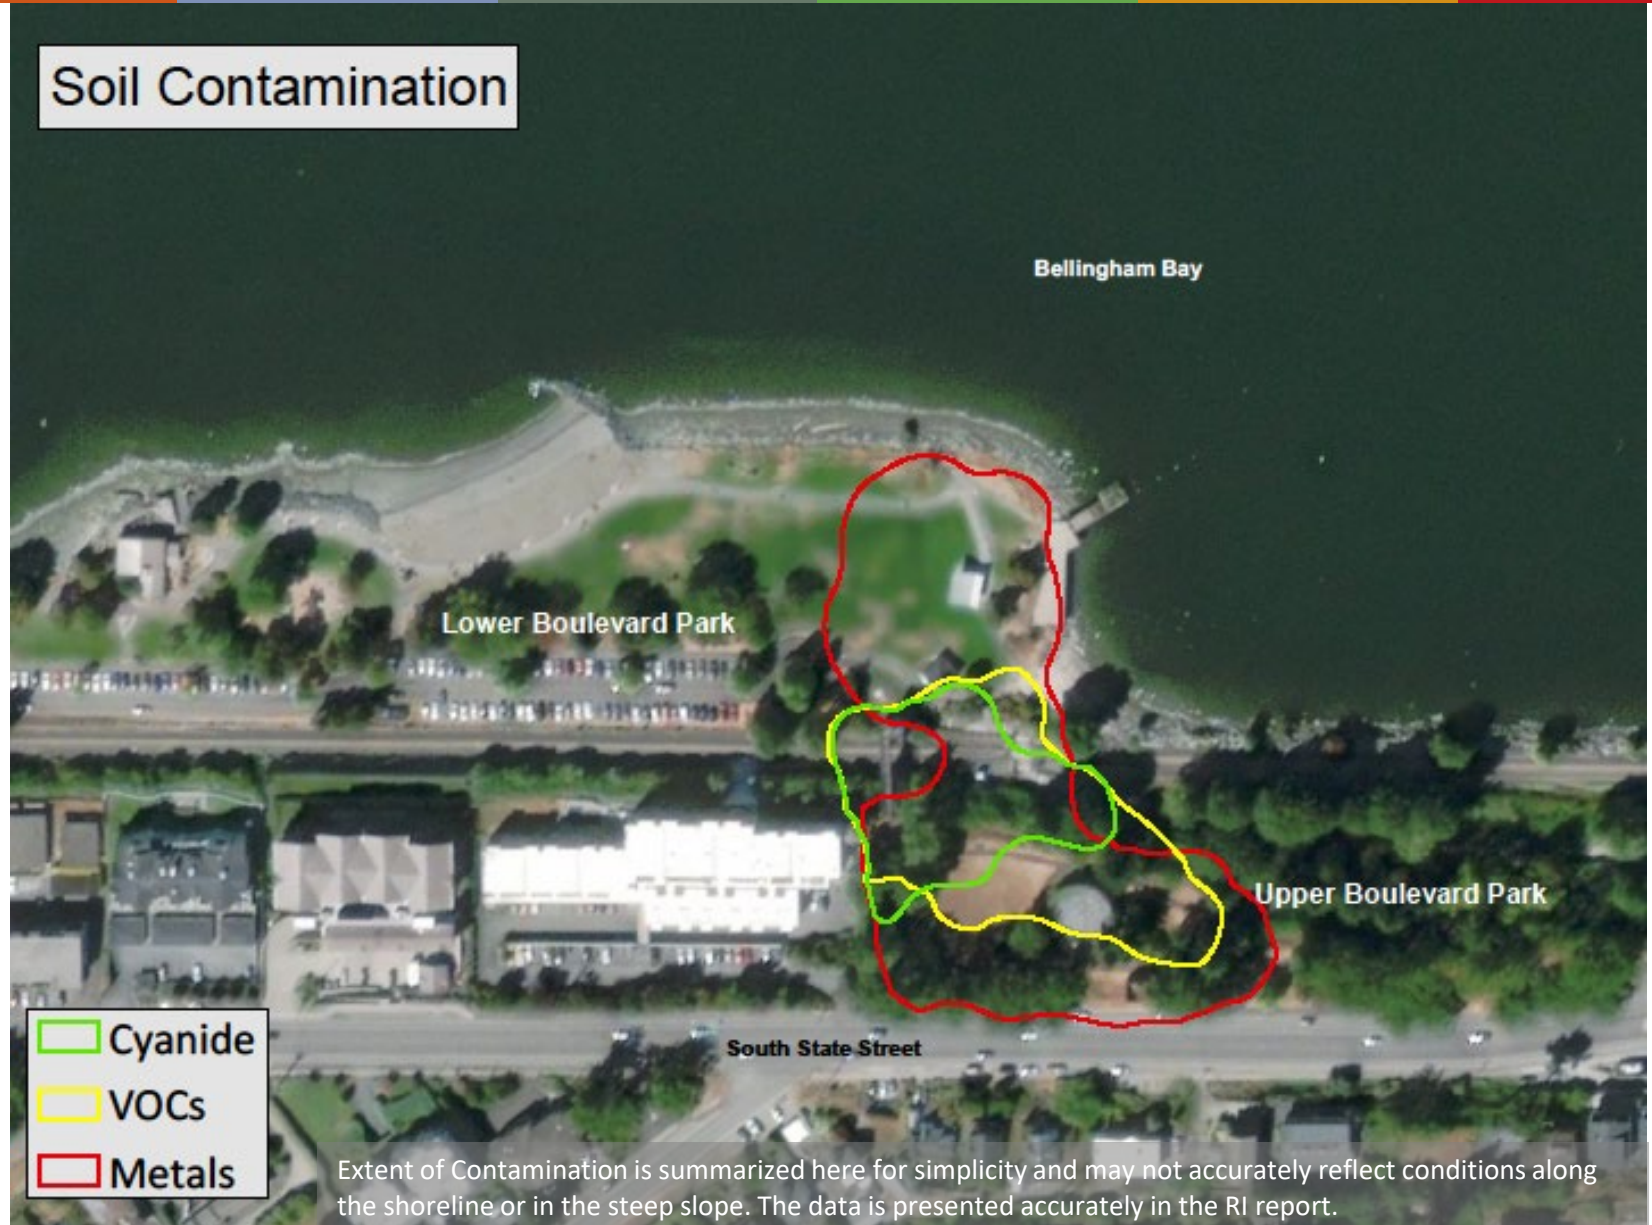 Soil Contamination
Bellingham Bay
Lower Boulevard Park
Upper Boulevard Park
South State Street
Cyanide
VOCs
Metals
Extent of Contamination is summarized here for simplicity and may not accurately reflect conditions along
the shoreline or in the steep slope. The data is presented accurately in the RI report.